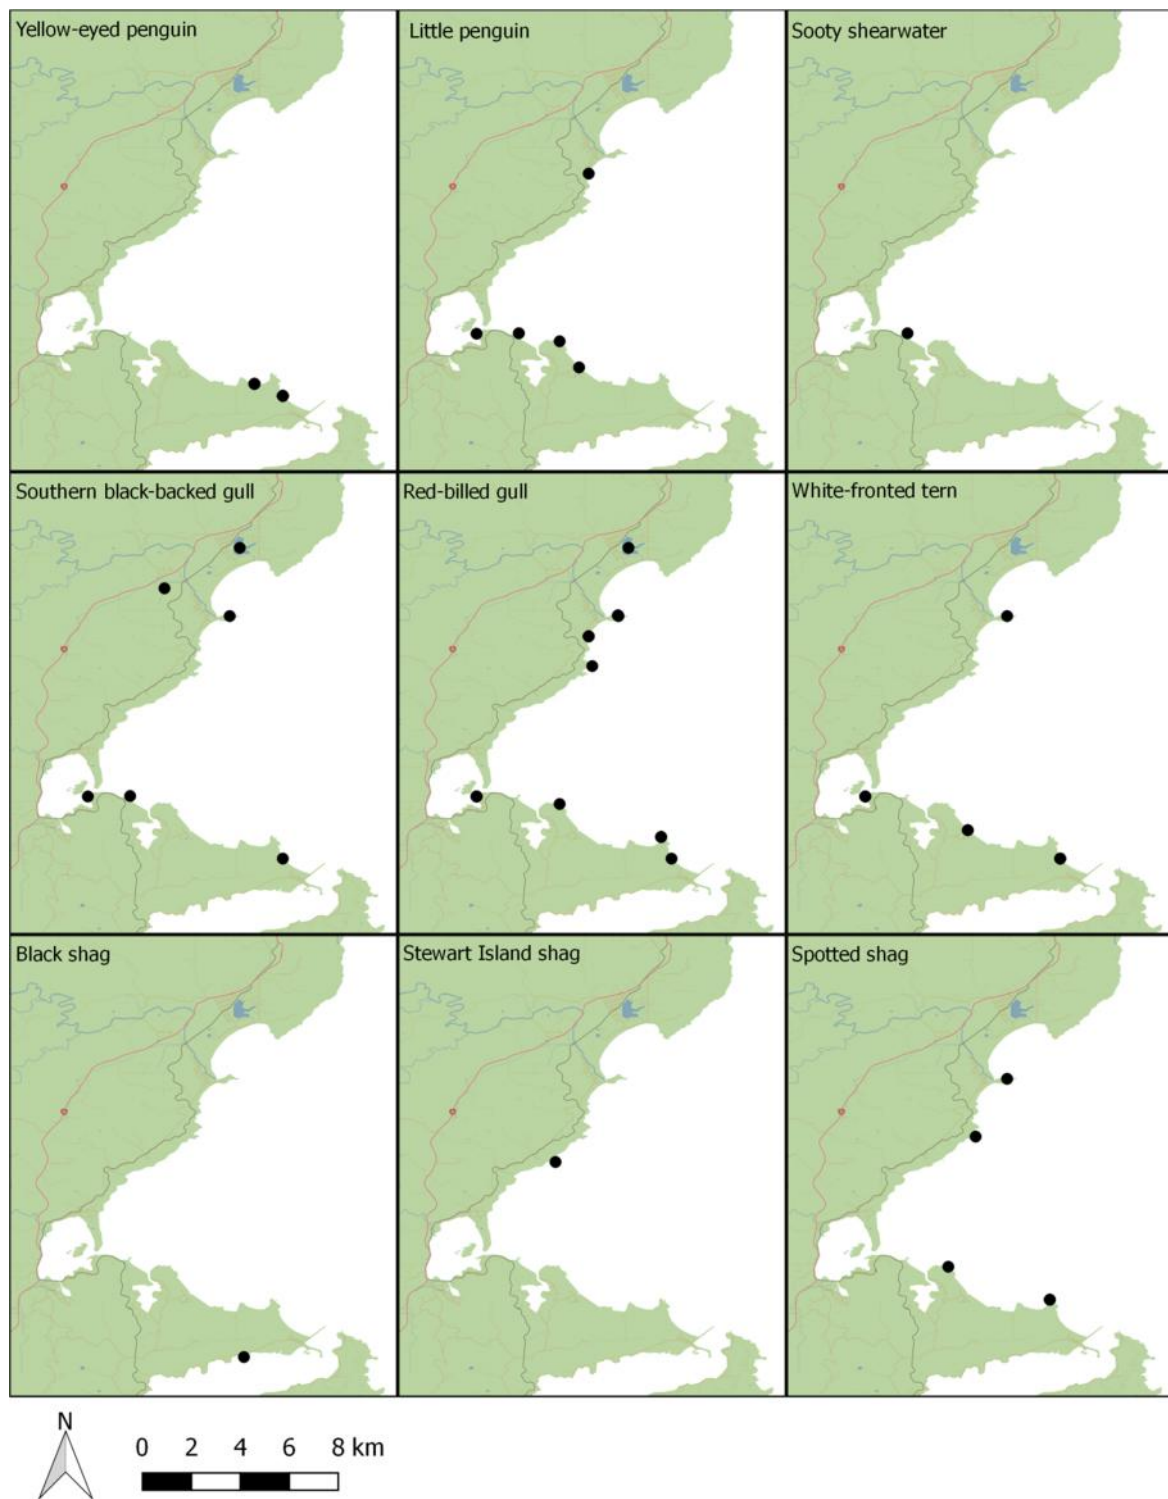 Yellow-eyed penguin
Little penguin
Sooty shearwater
Southern black-backed gull
Red-billed gull
White-fronted tern
Black shag
Stewart Island shag
Spotted shag
N
0 2 4 6 8 km